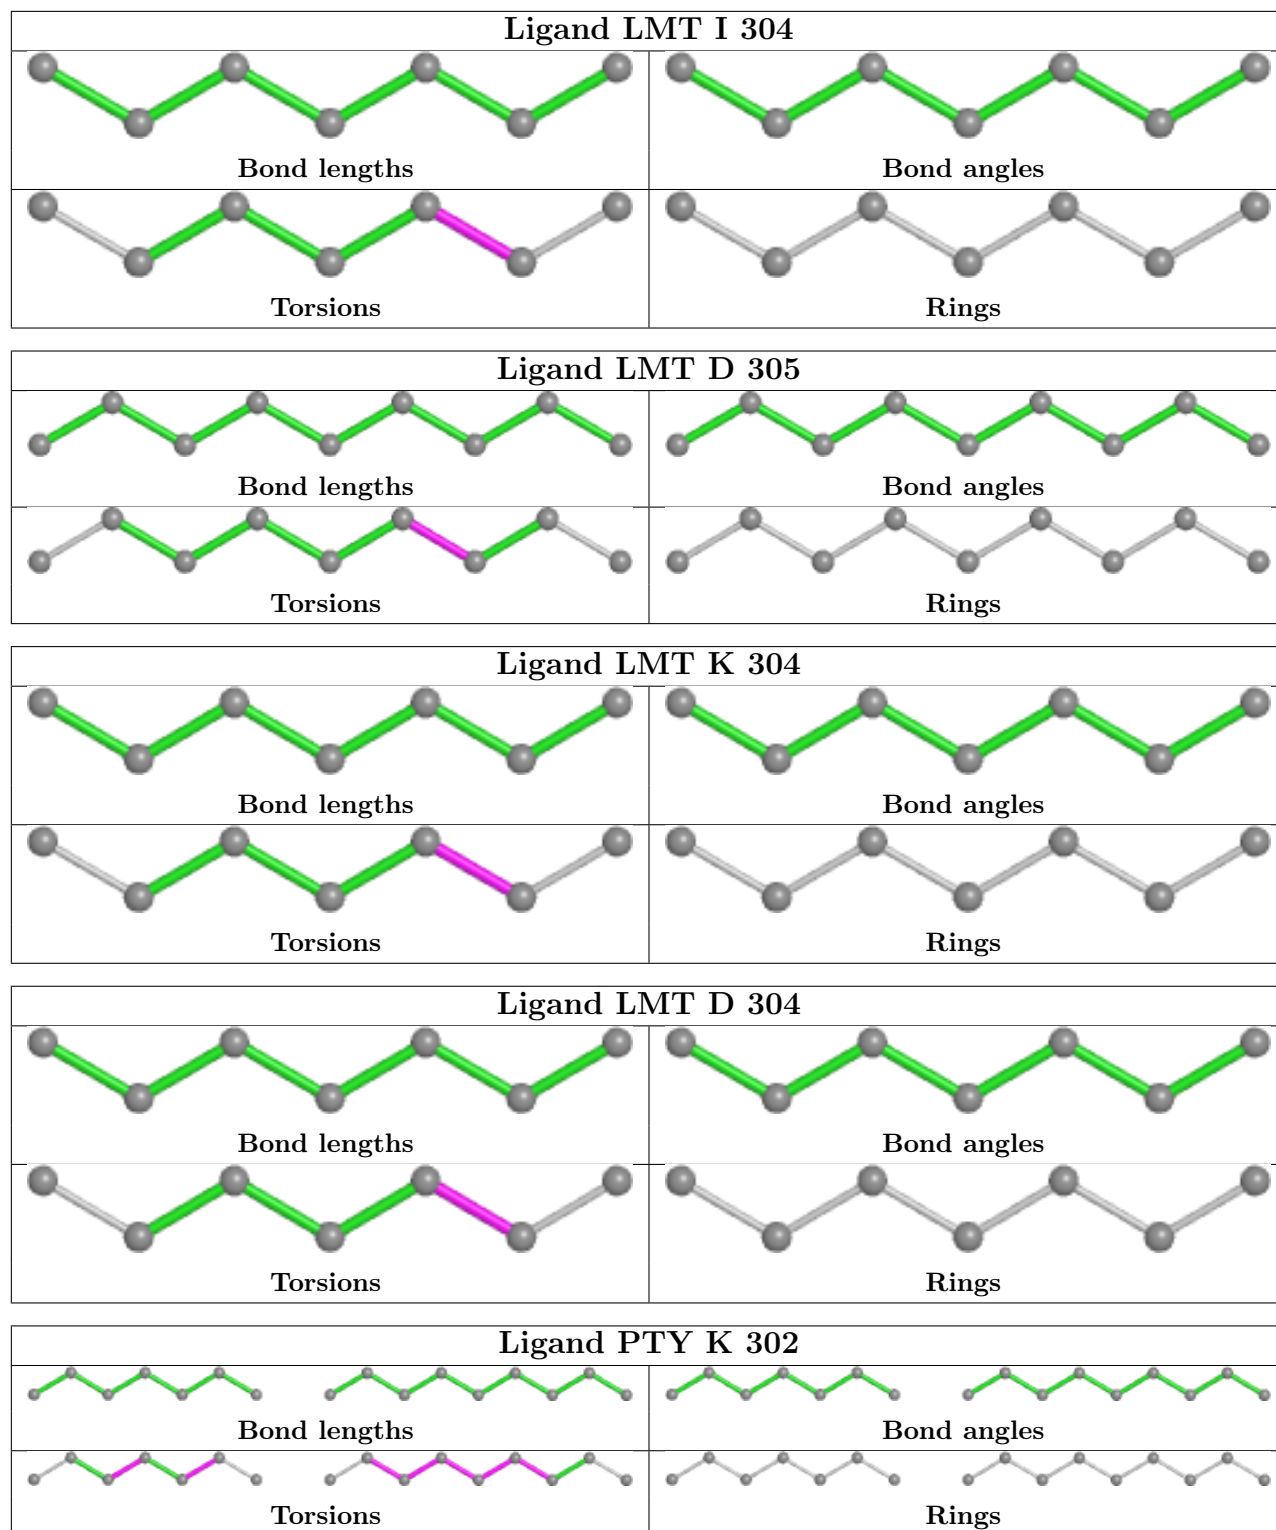 Ligand LMT I 304
Bond lengths Bond angles
Torsions Rings
Ligand LMT D 305
Bond lengths Bond angles
Torsions Rings
Ligand LMT K 304
Bond lengths Bond angles
Torsions Rings
Ligand LMT D 304
Bond lengths Bond angles
Torsions Rings
Ligand PTY K 302
Bond lengths Bond angles
Torsions Rings